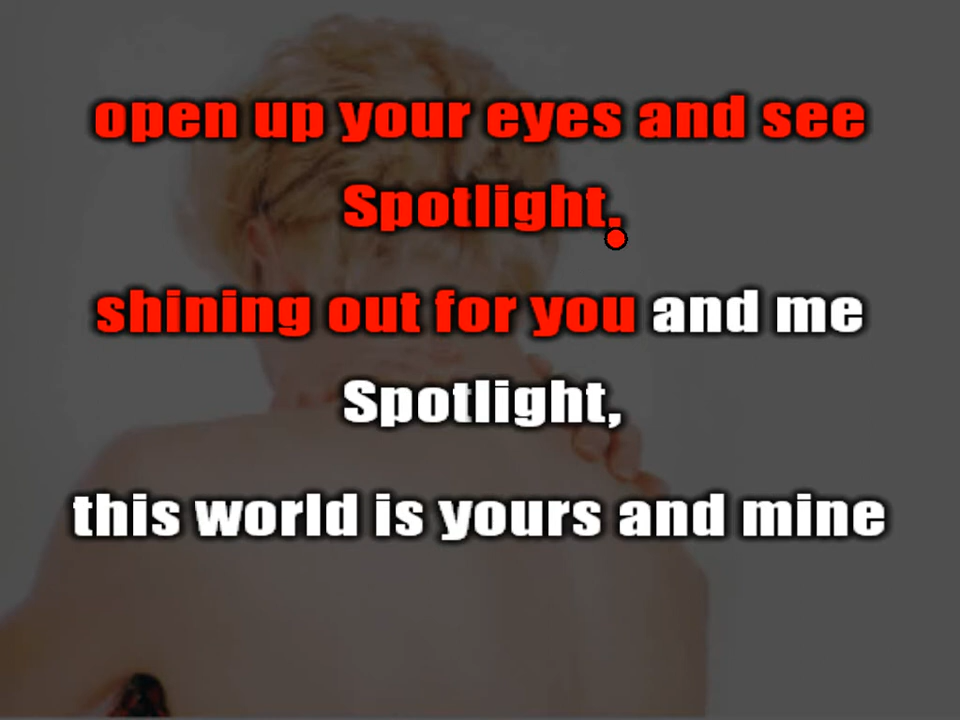 open up your eyes and see
Spotlight,
shining out for you and me
Spotlight,
this world is yours and mine